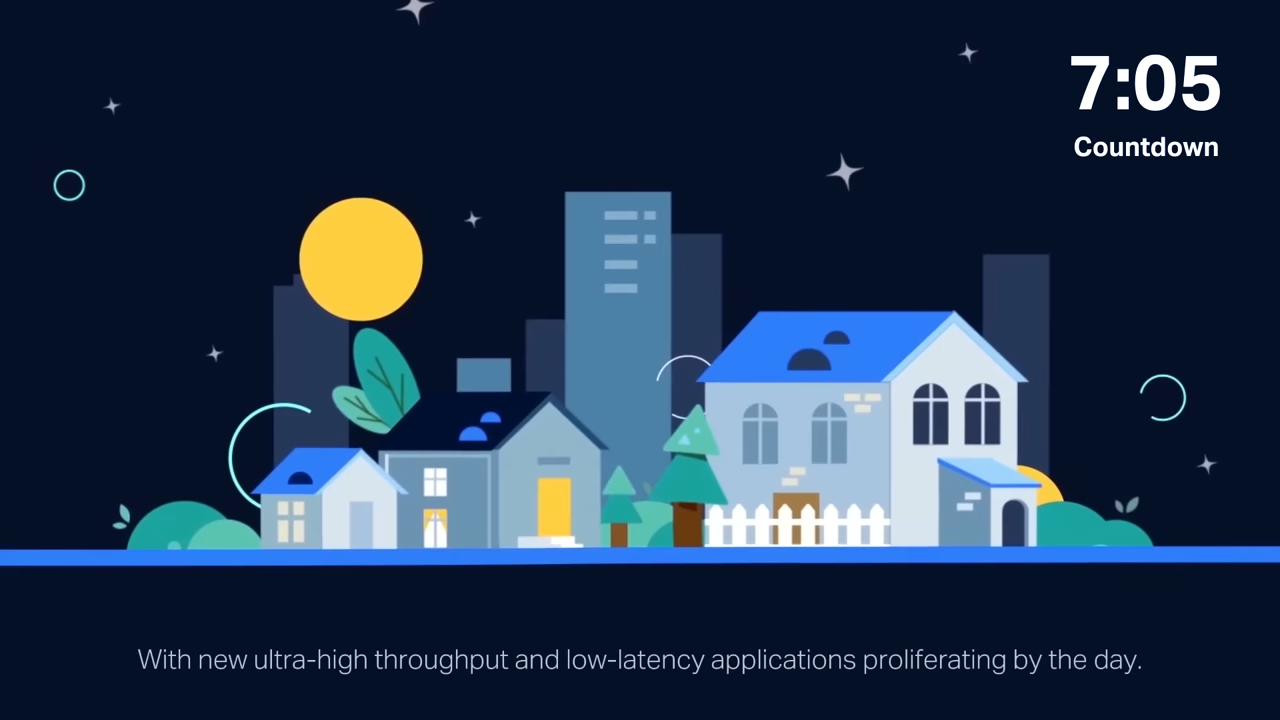 7:05
Countdown
With new ultra-high throughput and low-latency applications proliferating by the day.